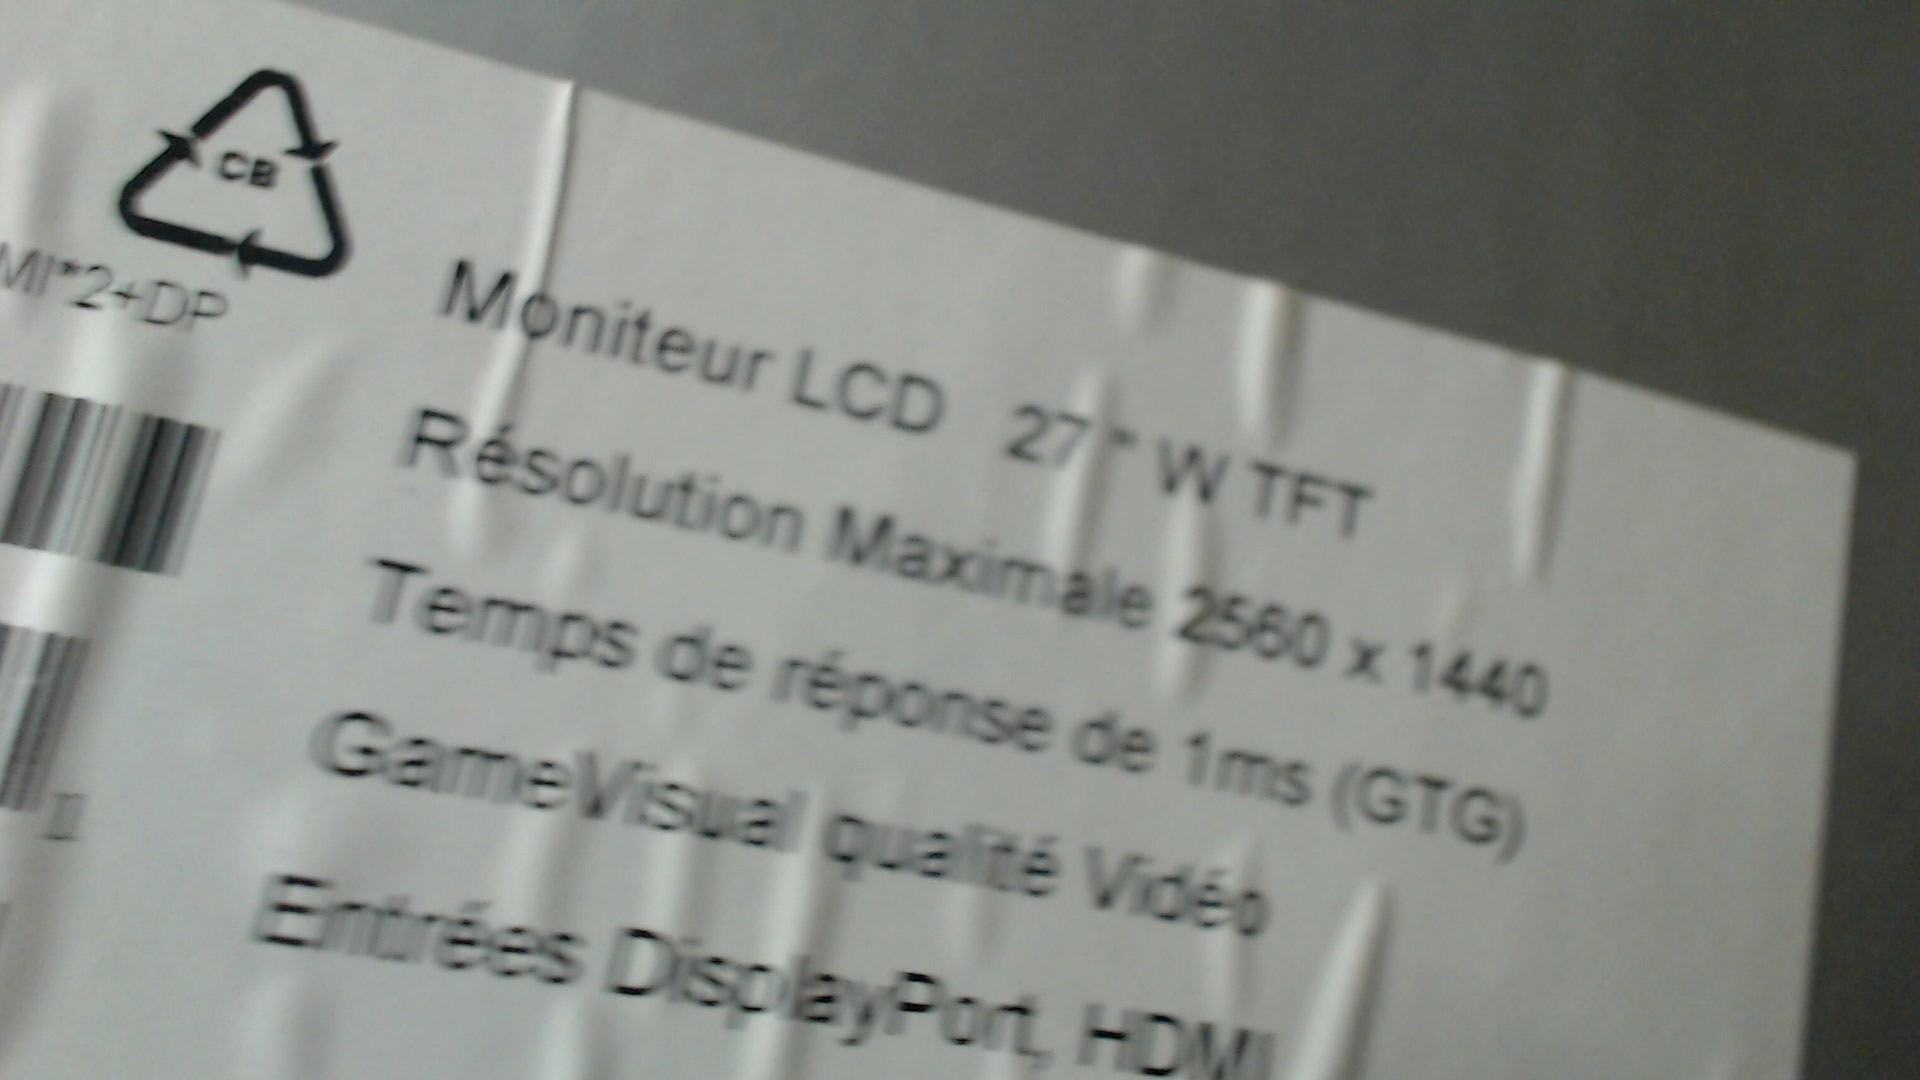 CB
MI*2+DP
Moniteur LCD 27 " W TFT
Résolution Maximale 2560 x 1440
Temps de réponse de 1ms (GTG)
GameVisual qualité Vidéo
Entrées DisplayPort, HDMI